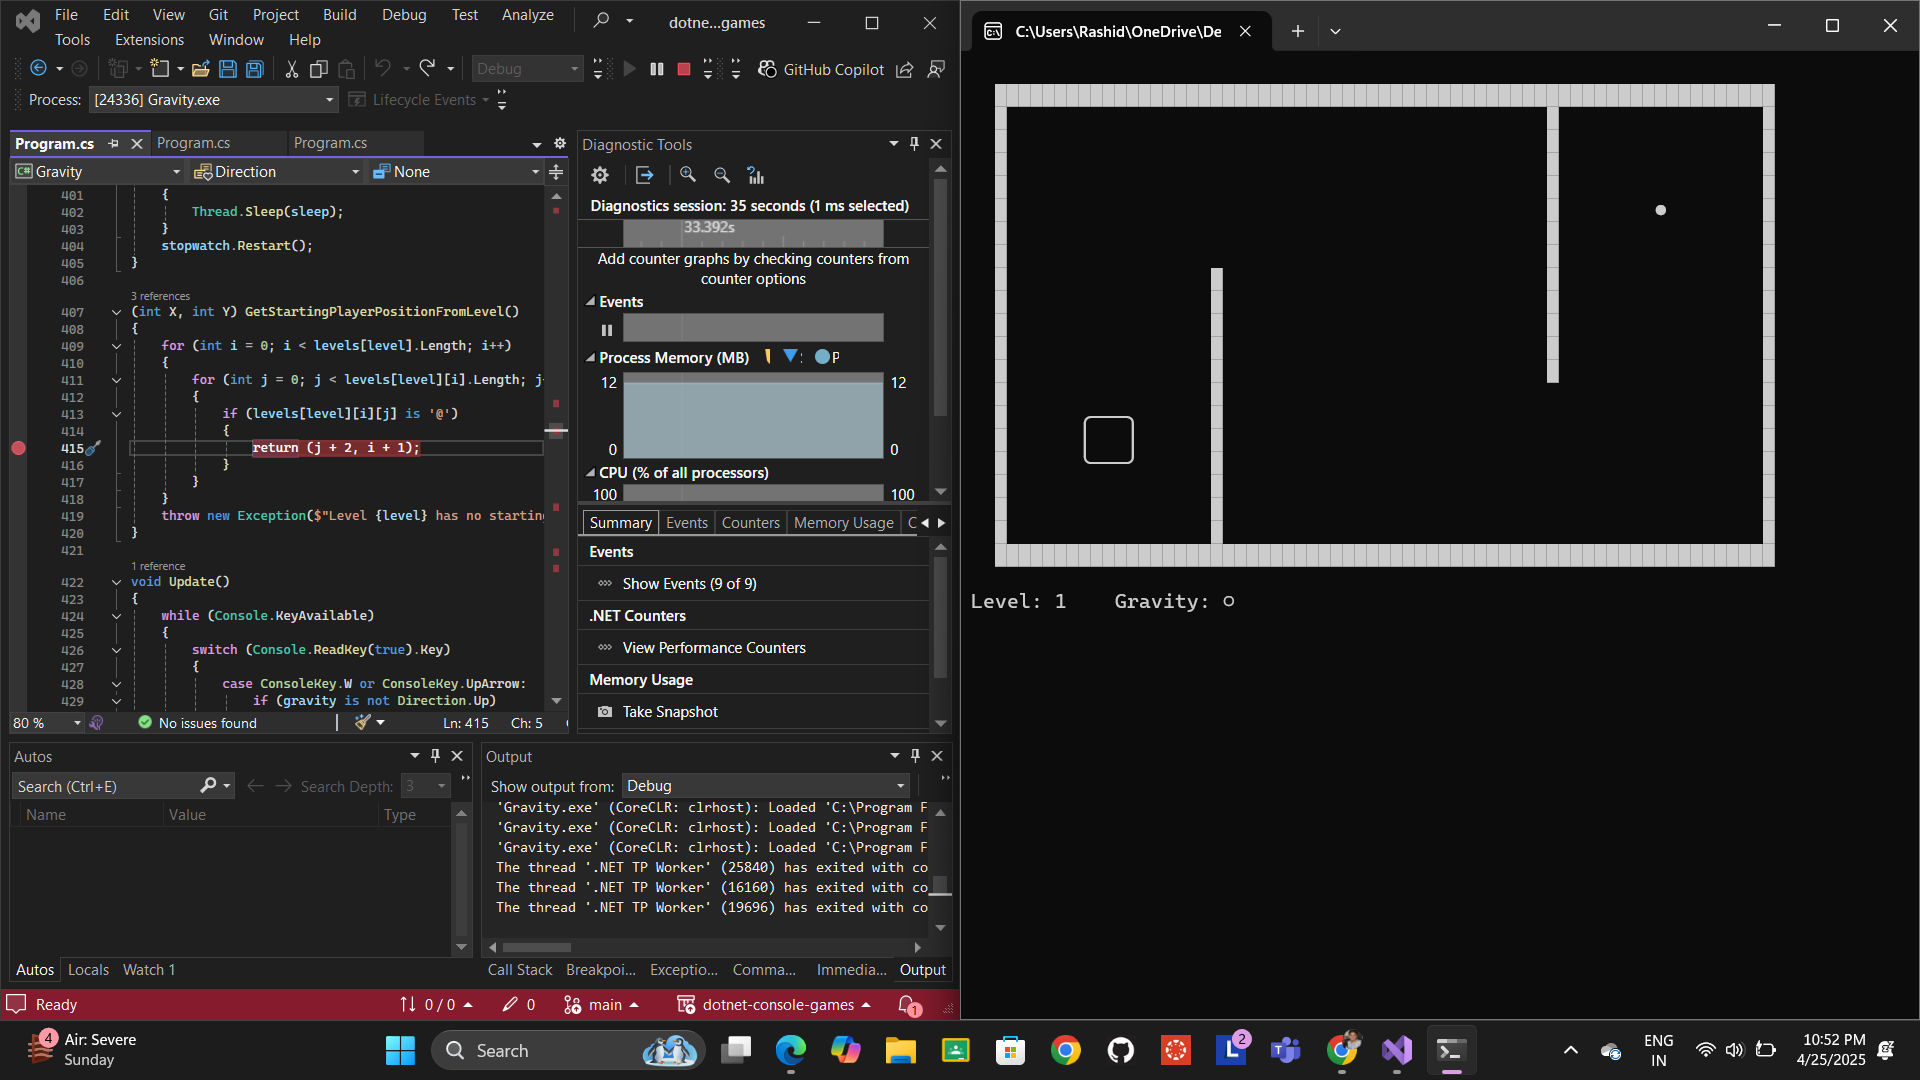 File Edit View Git Project Build Debug Test Analyze
Tools Extensions Window Help
dotne...games
Debug
GitHub Copilot
Process: [24336] Gravity.exe
Lifecycle Events
Program.cs
Program.cs
Program.cs
Gravity
Direction
None
401 {
402 Thread.Sleep(sleep);
403 }
404 stopwatch.Restart();
405 }
406
3 references
407 (int X, int Y) GetStartingPlayerPositionFromLevel()
408 {
409 for (int i = 0; i < levels[level].Length; i++)
410 {
411 for (int j = 0; j < levels[level][i].Length; j
412 {
413 if (levels[level][i][j] is '@')
414 {
415 return (j + 2, i + 1);
416 }
417 }
418 }
419 throw new Exception($"Level {level} has no startin
420 }
421
1 reference
422 void Update()
423 {
424 while (Console.KeyAvailable)
425 {
426 switch (Console.ReadKey(true).Key)
427 {
428 case ConsoleKey.W or ConsoleKey.UpArrow:
429 if (gravity is not Direction.Up)
80 %
No issues found
Ln: 415 Ch: 5
Diagnostic Tools
Diagnostics session: 35 seconds (1 ms selected)
33.392s
Add counter graphs by checking counters from
counter options
Events
Process Memory (MB) P
12 12
0 0
CPU (% of all processors)
100 100
Summary Events Counters Memory Usage C
Events
Show Events (9 of 9)
.NET Counters
View Performance Counters
Memory Usage
Take Snapshot
Autos
Search (Ctrl+E)
Search Depth: 3
Name Value Type
Autos Locals Watch 1
Output
Show output from: Debug
'Gravity.exe' (CoreCLR: clrhost): Loaded 'C:\Program F
'Gravity.exe' (CoreCLR: clrhost): Loaded 'C:\Program F
'Gravity.exe' (CoreCLR: clrhost): Loaded 'C:\Program F
The thread '.NET TP Worker' (25840) has exited with co
The thread '.NET TP Worker' (16160) has exited with co
The thread '.NET TP Worker' (19696) has exited with co
Call Stack Breakpoi... Exceptio... Comma... Immedia... Output
Ready
0 / 0
0
main
dotnet-console-games
1
C:\Users\Rashid\OneDrive\De
Level: 1 Gravity: ○
4
Air: Severe
Sunday
Search
L
2
ENG
IN
10:52 PM
4/25/2025